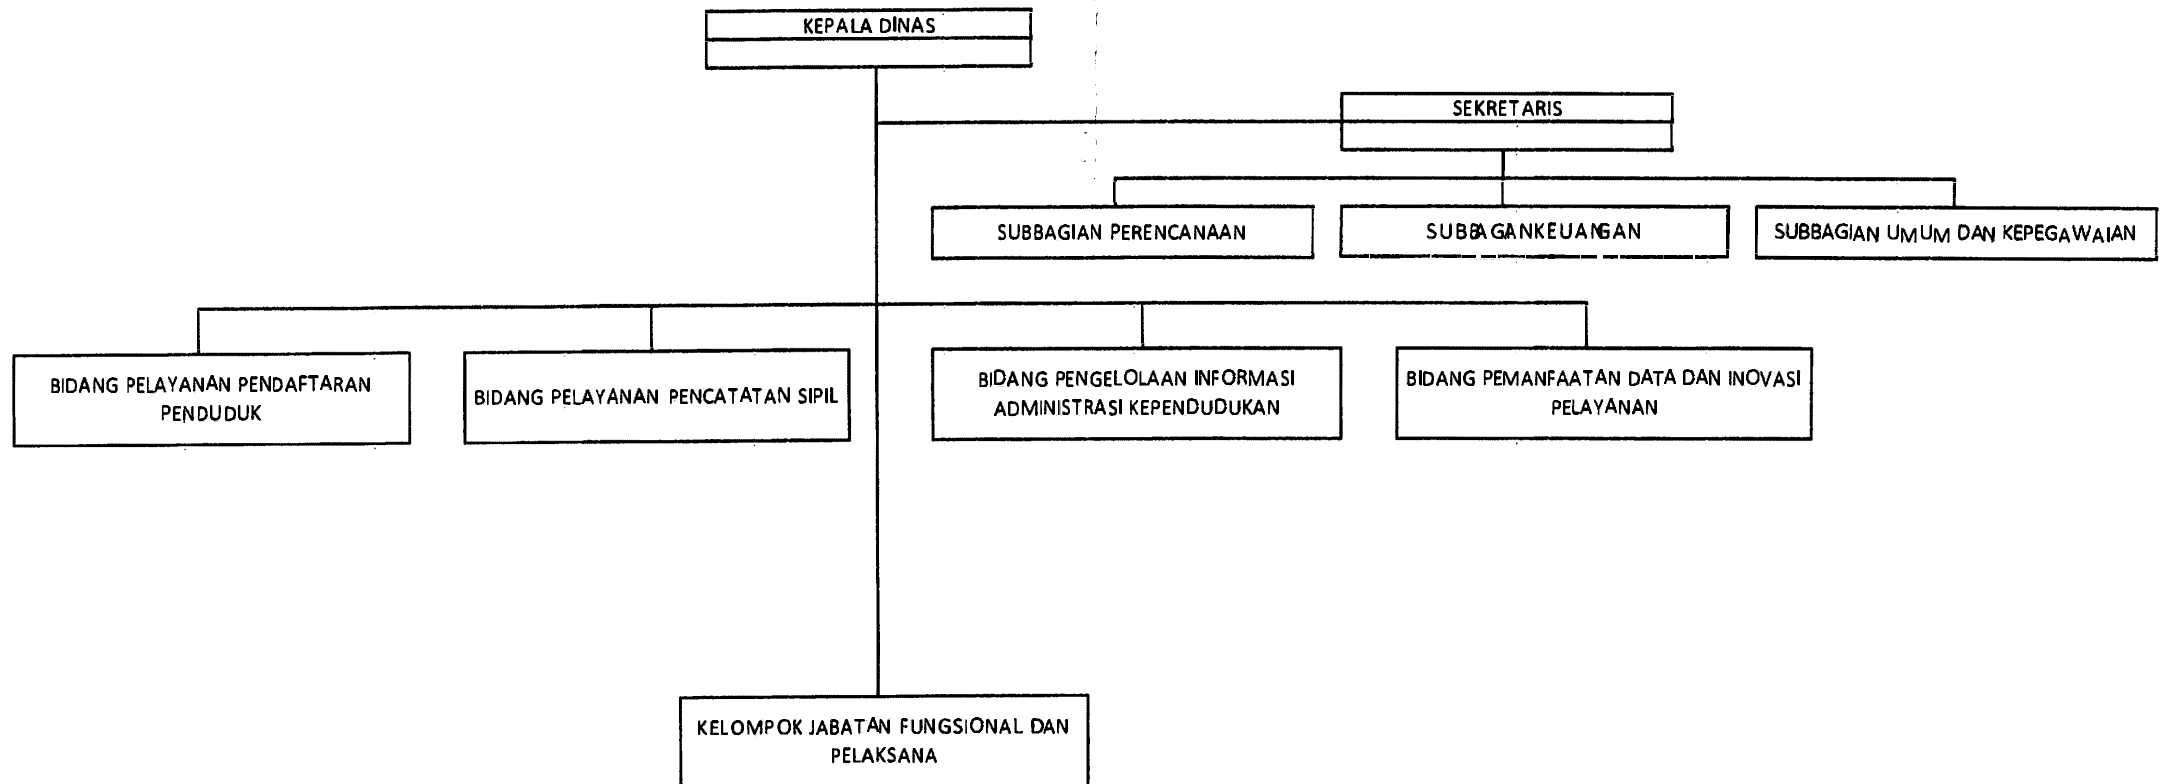 KEPALA DINAS
SEKRETARIS
SUBBAGIAN PERENCANAAN
SUBBAGANKEUANGAN
SUBBAGIAN UMUM DAN KEPEGAWAIAN
BIDANG PELAYANAN PENDAFTARAN
PENDUDUK
BIDANG PELAYANAN PENCATATAN SIPIL
BIDANG PENGELOLAAN INFORMASI
ADMINISTRASI KEPENDUDUKAN
BIDANG PEMANFAATAN DATA DAN INOVASI
PELAYANAN
KELOMPOK JABATAN FUNGSIONAL DAN
PELAKSANA